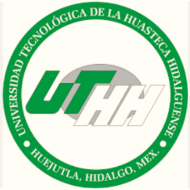 UNIVERSIDAD TECNOLÓGICA DE LA HUASTECA HIDALGUENSE
UTHH
HUEJUTLA, HIDALGO, MEX.